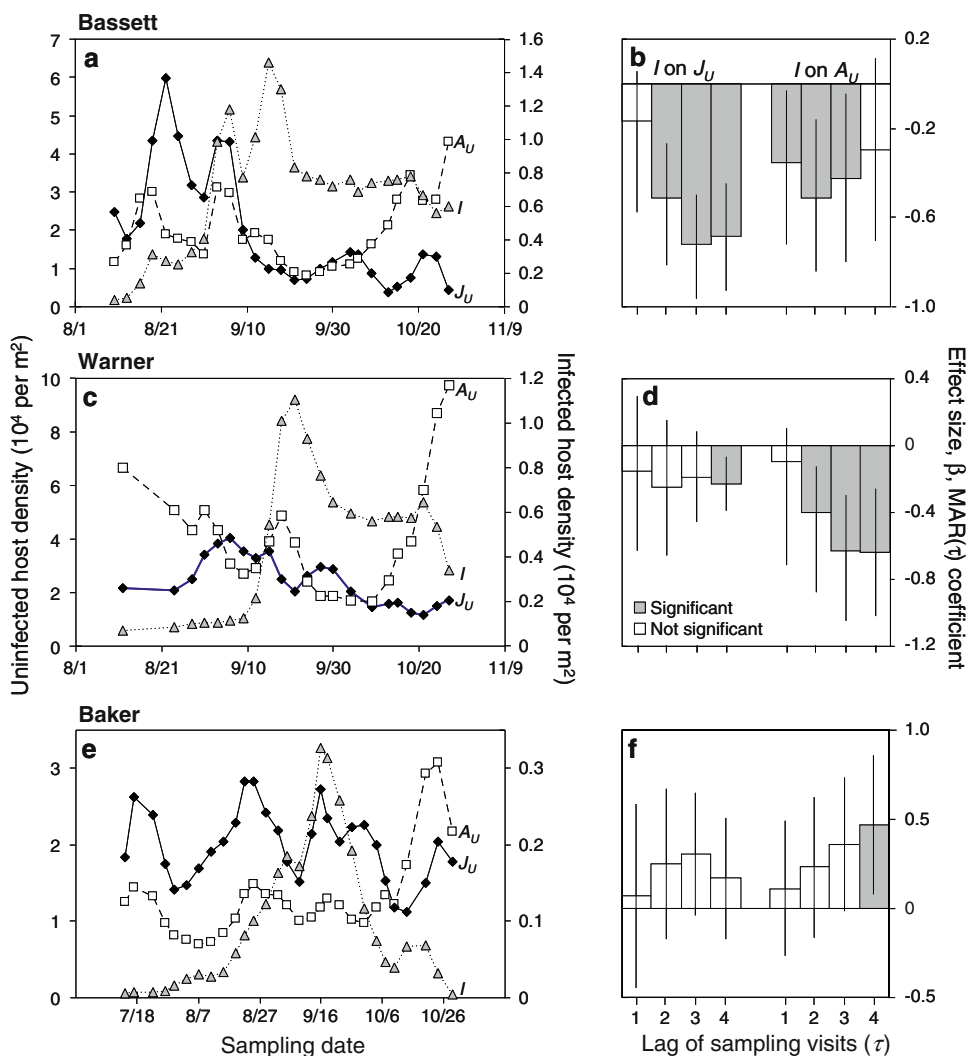 Bassett
a
7
6
5
4
3
2
1
0
1.6
1.4
1.2
1.0
0.8
0.6
0.4
0.2
0
A_U
I
J_U
8/1 8/21 9/10 9/30 10/20 11/9
b
I on J_U I on A_U
0.2
-0.2
-0.6
-1.0
Warner
c
10
8
6
4
2
0
1.2
1.0
0.8
0.6
0.4
0.2
0
A_U
I
J_U
8/1 8/21 9/10 9/30 10/20 11/9
d
0.4
0
-0.4
-0.8
-1.2
Significant
Not significant
Uninfected host density (10⁴ per m²)
Infected host density (10⁴ per m²)
Effect size, β, MAR(τ) coefficient
Baker
e
3
2
1
0
0.3
0.2
0.1
0
A_U
J_U
I
7/18 8/7 8/27 9/16 10/6 10/26
Sampling date
f
1.0
0.5
0
-0.5
1 2 3 4 1 2 3 4
Lag of sampling visits (τ)